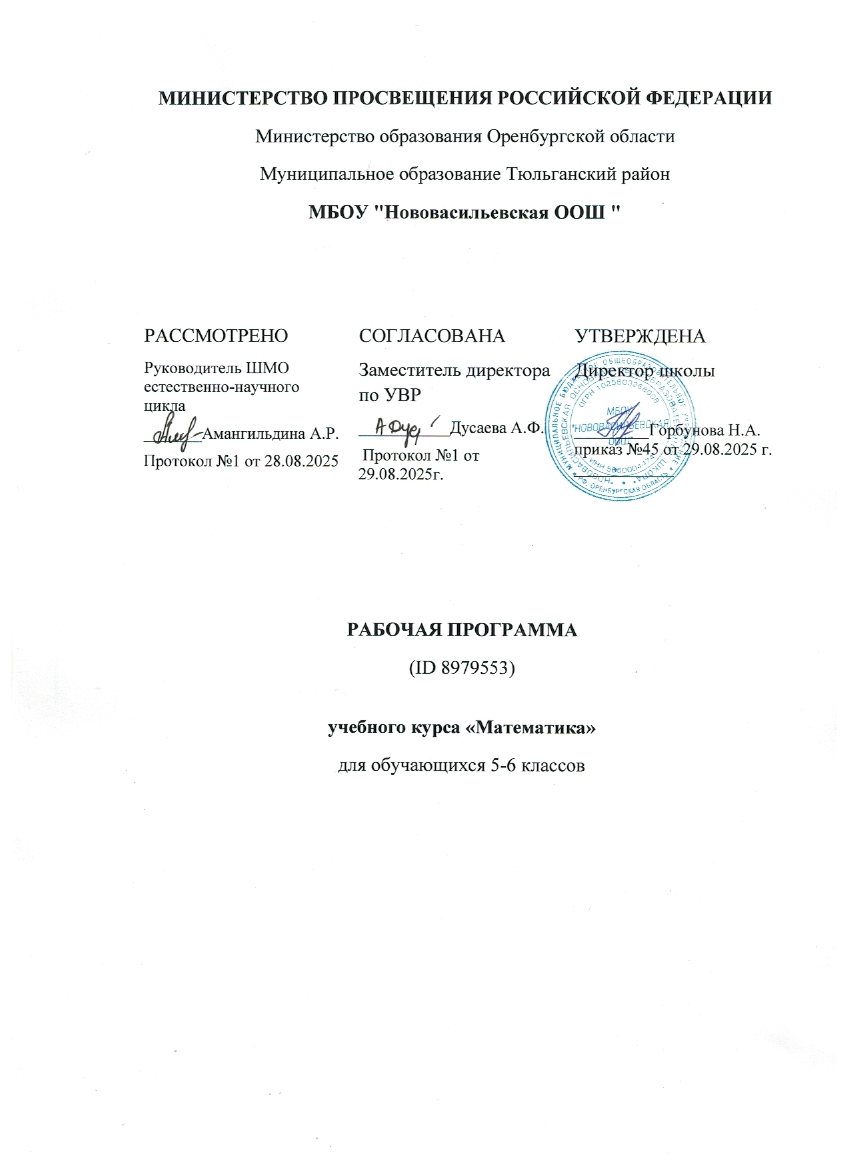 МИНИСТЕРСТВО ПРОСВЕЩЕНИЯ РОССИЙСКОЙ ФЕДЕРАЦИИ
Министерство образования Оренбургской области
Муниципальное образование Тюльганский район
МБОУ "Нововасильевская ООШ "
РАССМОТРЕНО
Руководитель ШМО
естественно-научного
цикла
Амангильдина А.Р.
Протокол №1 от 28.08.2025
СОГЛАСОВАНА
Заместитель директора
по УВР
Дусаева А.Ф.
Протокол №1 от
29.08.2025г.
УТВЕРЖДЕНА
Директор школы
Горбунова Н.А.
приказ №45 от 29.08.2025 г.
МБОУ
"НОВОВАСИЛЬЕВСКАЯ
ООШ"
РАБОЧАЯ ПРОГРАММА
(ID 8979553)
учебного курса «Математика»
для обучающихся 5-6 классов